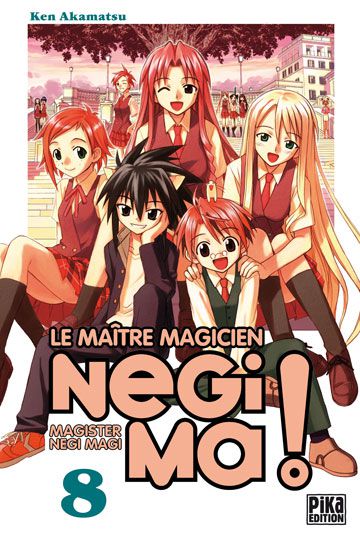 Ken Akamatsu
LE MAÎTRE MAGICIEN
NEGi
MAGISTER
NEGI MAGI
Ma!
8
PiKa
EDITION